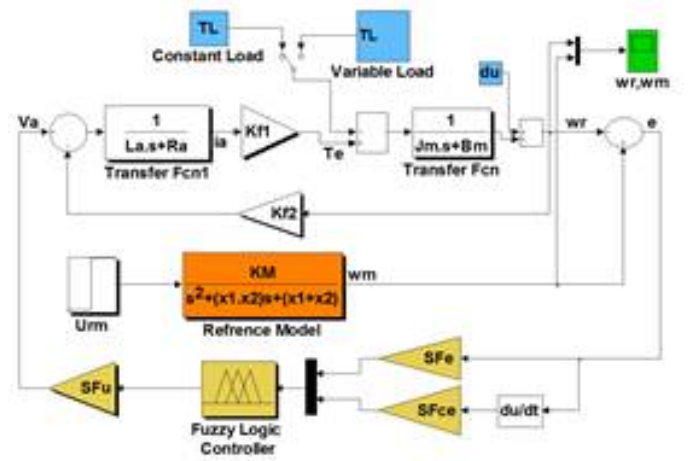 TL
Constant Load
TL
Variable Load
du
wr,wm
Va
1
La.s+Ra
Transfer Fcn1
ia
Kf1
Te
1
Jm.s+Bm
Transfer Fcn
wr
e
Kf2
Urm
KM
s2+(x1.x2)s+(x1+x2)
Refrence Model
wm
SFu
Fuzzy Logic
Controller
SFe
SFce
du/dt